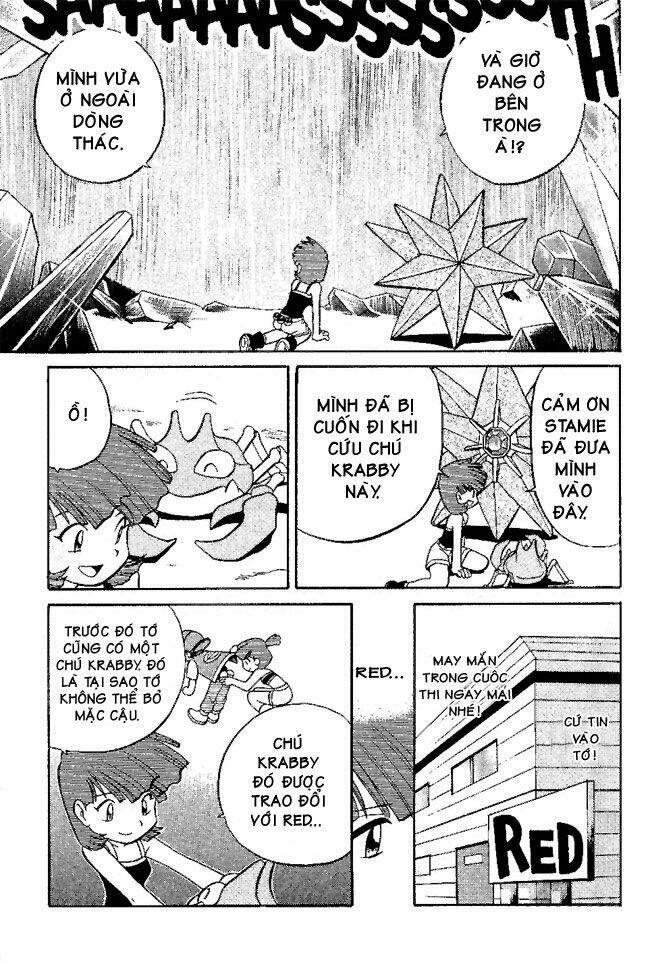 SAAAAAAAASSSSSSSSSHH
VÀ GIỜ
ĐANG Ở
BÊN
TRONG
À!?
MÌNH VỪA
Ở NGOÀI
DÒNG
THÁC.
CẢM ƠN
STAMIE
ĐÃ ĐƯA
MÌNH
VÀO
ĐÂY.
MÌNH ĐÃ BỊ
CUỐN ĐI KHI
CỨU CHÚ
KRABBY
NÀY.
Ồ!
MAY MẮN
TRONG CUỘC
THI NGÀY MAI
NHÉ!
CỨ TIN
VÀO
TỚ!
RED
RED...
TRƯỚC ĐÓ TỚ
CŨNG CÓ MỘT
CHÚ KRABBY. ĐÓ
LÀ TẠI SAO TỚ
KHÔNG THỂ BỎ
MẶC CẬU.
CHÚ
KRABBY
ĐÓ ĐƯỢC
TRAO ĐỔI
VỚI RED...